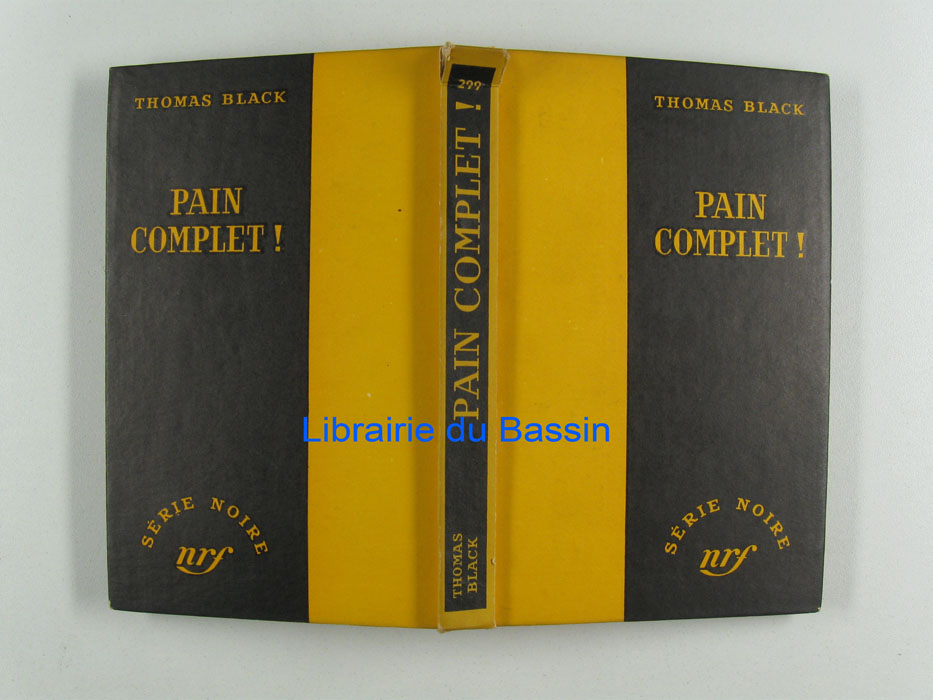 THOMAS BLACK
PAIN
COMPLET !
SÉRIE NOIRE
nrf
299
PAIN COMPLET !
THOMAS
BLACK
THOMAS BLACK
PAIN
COMPLET !
SÉRIE NOIRE
nrf
Librairie du Bassin